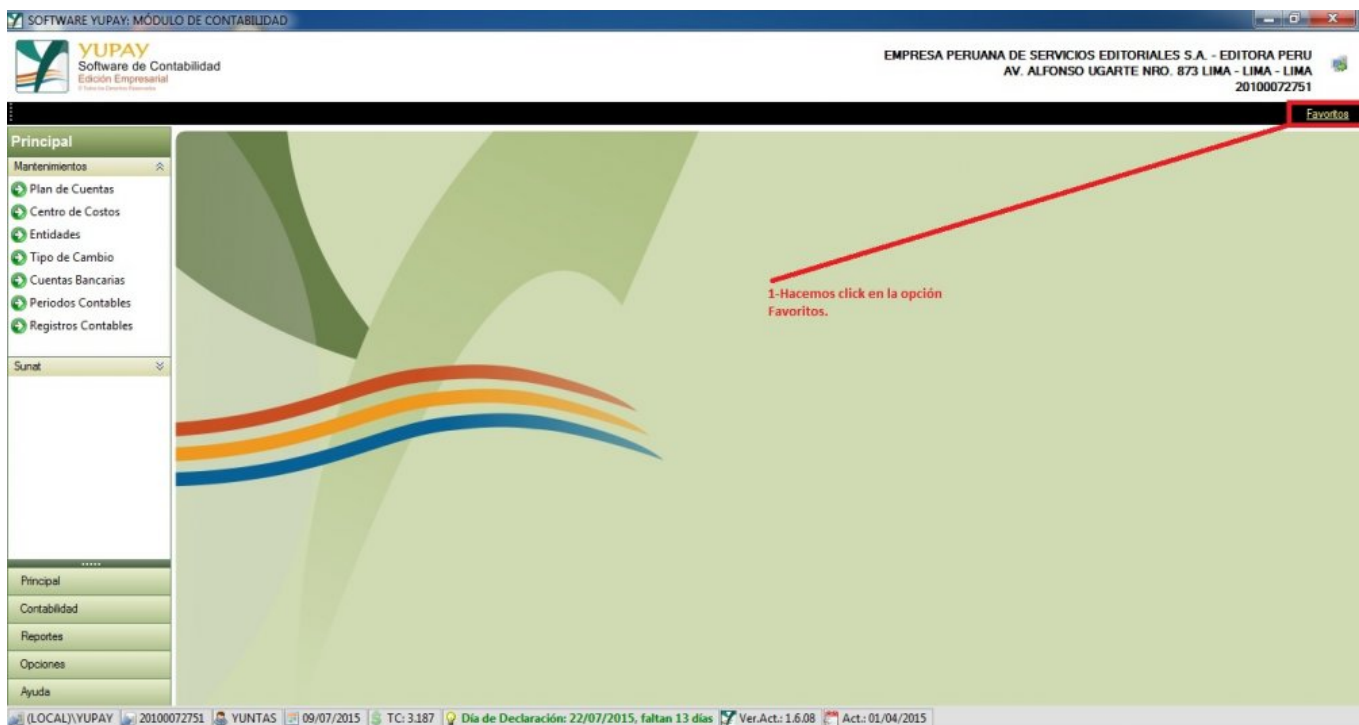 SOFTWARE YUPAY: MÓDULO DE CONTABILIDAD
YUPAY
Software de Contabilidad
Edición Empresarial
EMPRESA PERUANA DE SERVICIOS EDITORIALES S.A. - EDITORA PERU
AV. ALFONSO UGARTE NRO. 873 LIMA - LIMA - LIMA
20100072751
Favoritos
Principal
Mantenimientos
Plan de Cuentas
Centro de Costos
Entidades
Tipo de Cambio
Cuentas Bancarias
Periodos Contables
Registros Contables
Sunat
1-Hacemos click en la opción
Favoritos.
Principal
Contabilidad
Reportes
Opciones
Ayuda
(LOCAL)\YUPAY 20100072751 YUNTAS 09/07/2015 TC: 3.187 Día de Declaración: 22/07/2015, faltan 13 días Ver.Act.: 1.6.08 Act.: 01/04/2015